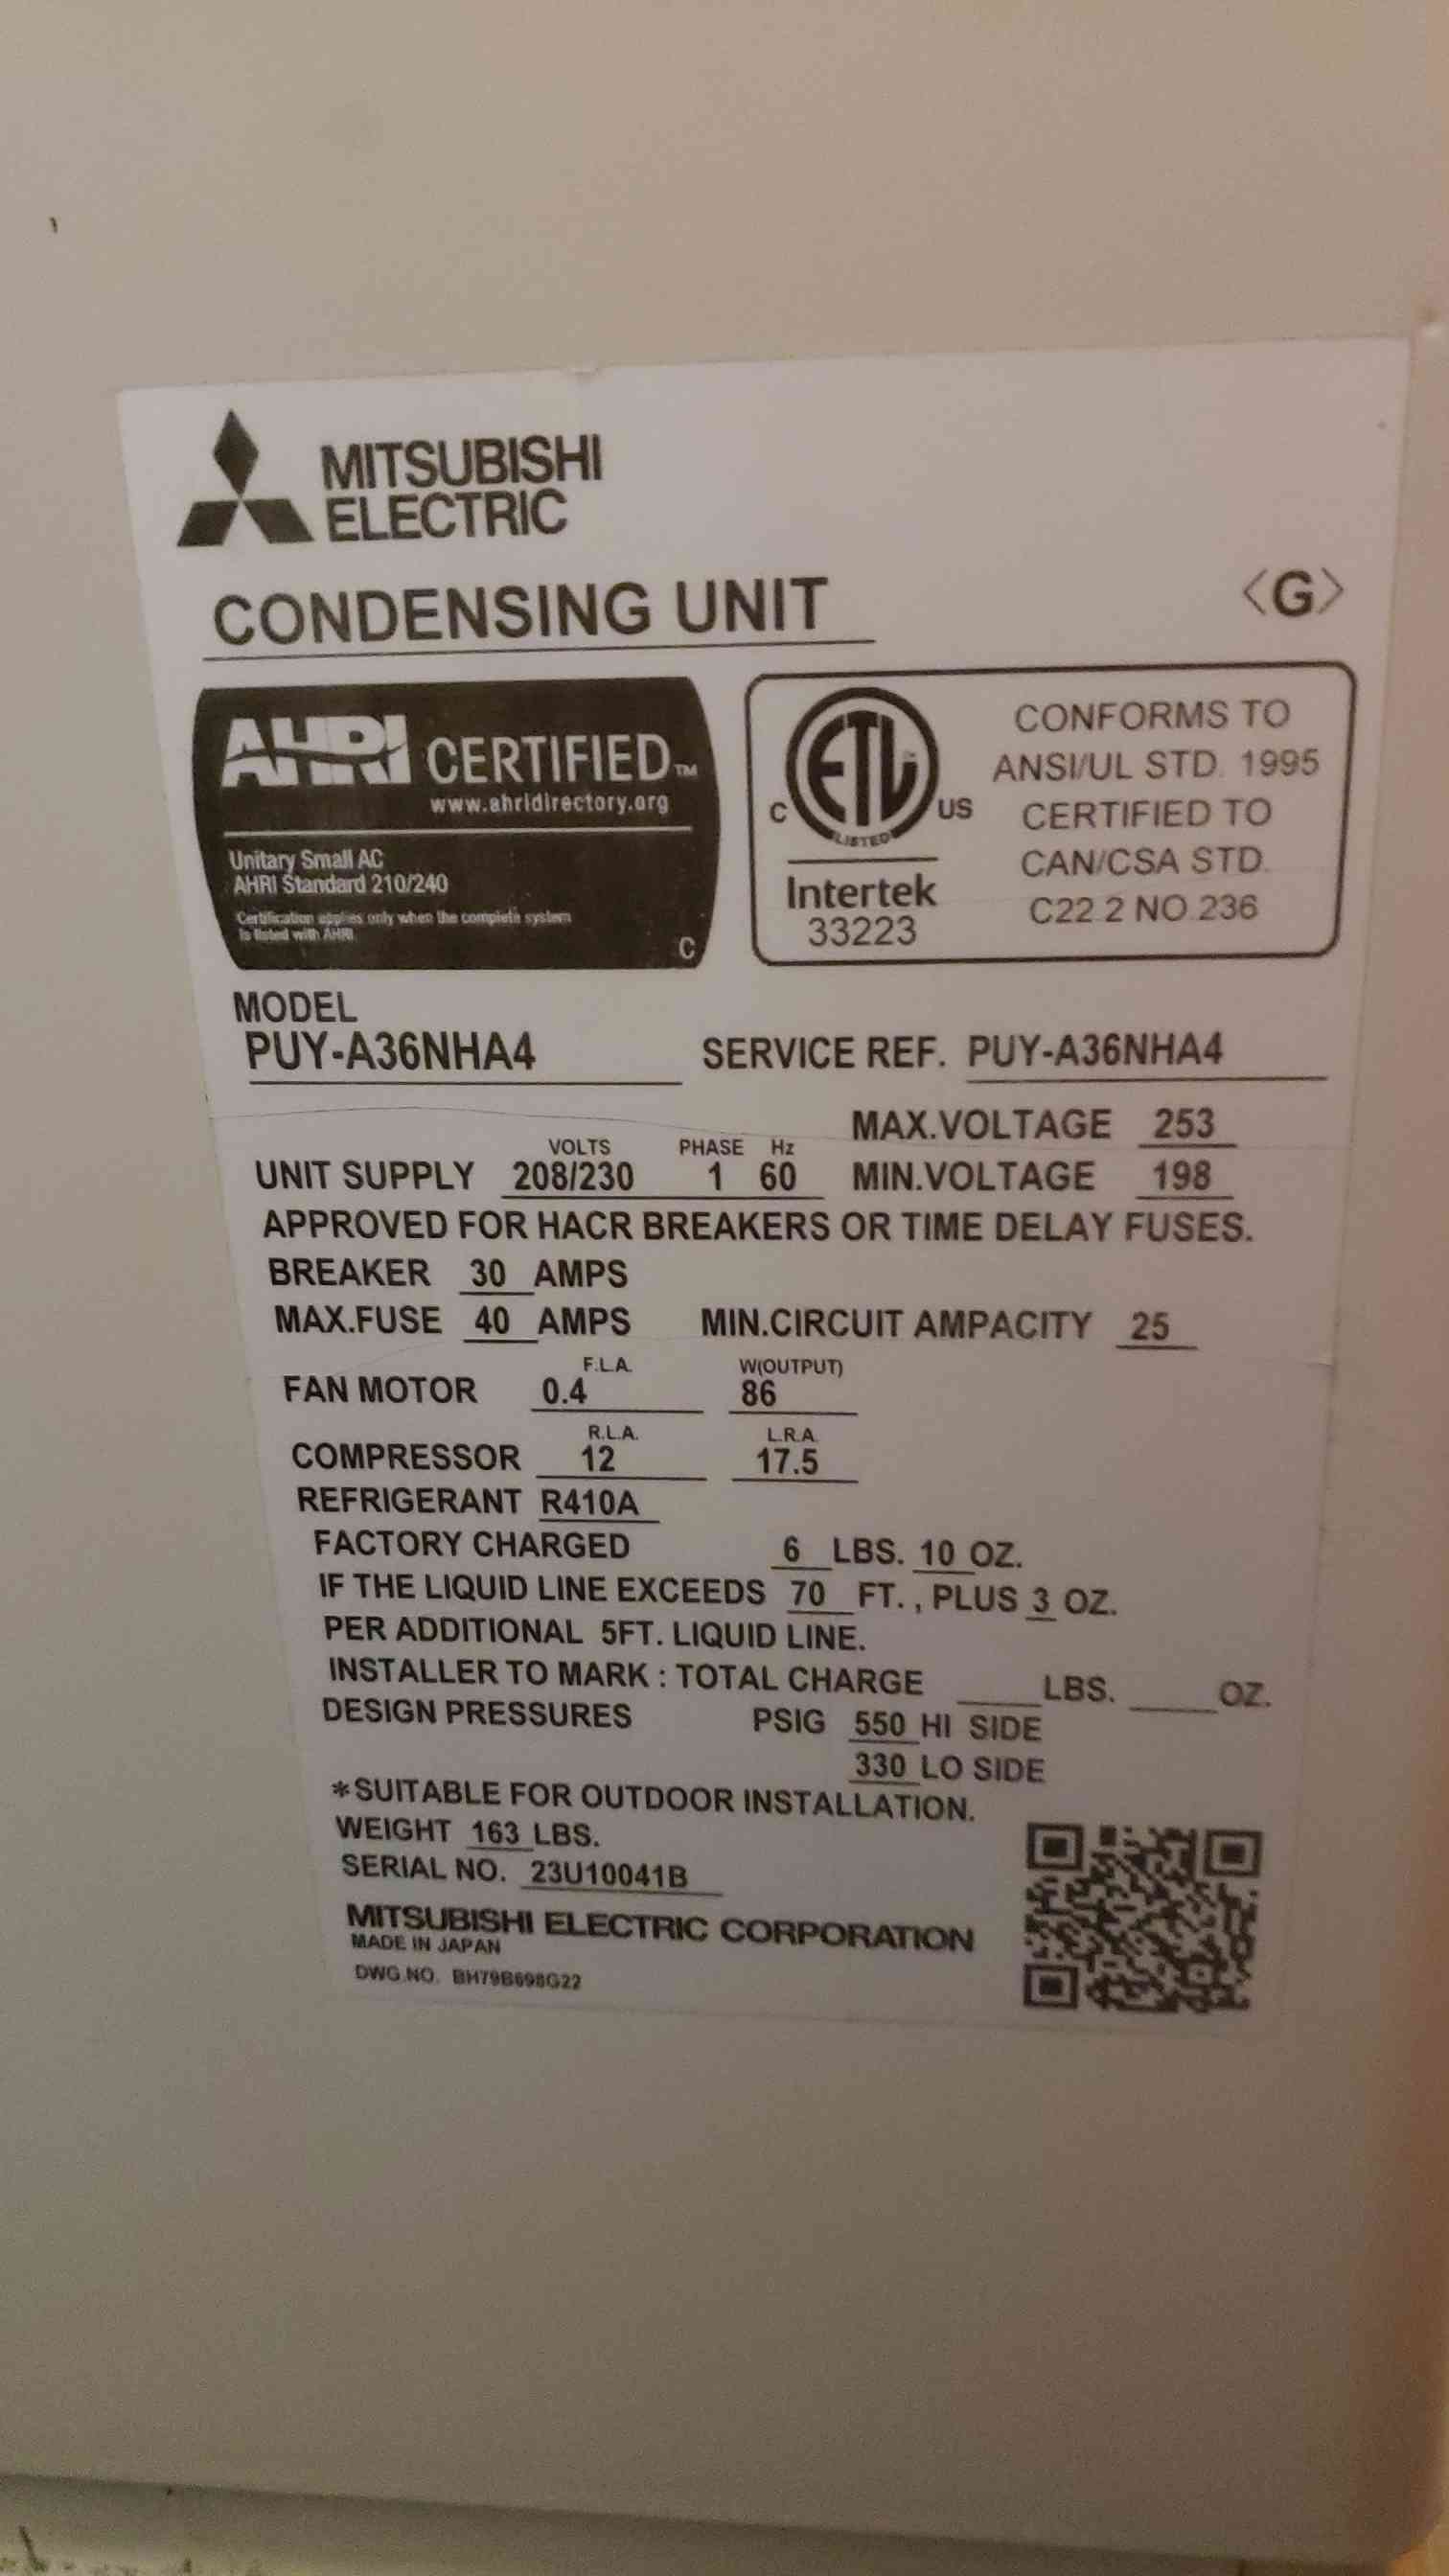 MITSUBISHI
ELECTRIC
CONDENSING UNIT
<G>
AHRI CERTIFIED™
www.ahridirectory.org
Unitary Small AC
AHRI Standard 210/240
Certification applies only when the complete system
is listed with AHRI.
C
C ETL US
LISTED
Intertek
33223
CONFORMS TO
ANSI/UL STD. 1995
CERTIFIED TO
CAN/CSA STD.
C22.2 NO.236
MODEL
PUY-A36NHA4 SERVICE REF. PUY-A36NHA4
MAX.VOLTAGE 253
VOLTS PHASE Hz
UNIT SUPPLY 208/230 1 60 MIN.VOLTAGE 198
APPROVED FOR HACR BREAKERS OR TIME DELAY FUSES.
BREAKER 30 AMPS
MAX.FUSE 40 AMPS MIN.CIRCUIT AMPACITY 25
F.L.A. W(OUTPUT)
FAN MOTOR 0.4 86
R.L.A. L.R.A.
COMPRESSOR 12 17.5
REFRIGERANT R410A
FACTORY CHARGED 6 LBS. 10 OZ.
IF THE LIQUID LINE EXCEEDS 70 FT. , PLUS 3 OZ.
PER ADDITIONAL 5FT. LIQUID LINE.
INSTALLER TO MARK : TOTAL CHARGE ____LBS. ____OZ.
DESIGN PRESSURES PSIG 550 HI SIDE
330 LO SIDE
*SUITABLE FOR OUTDOOR INSTALLATION.
WEIGHT 163 LBS.
SERIAL NO. 23U10041B
MITSUBISHI ELECTRIC CORPORATION
MADE IN JAPAN
DWG.NO. BH79B698G22